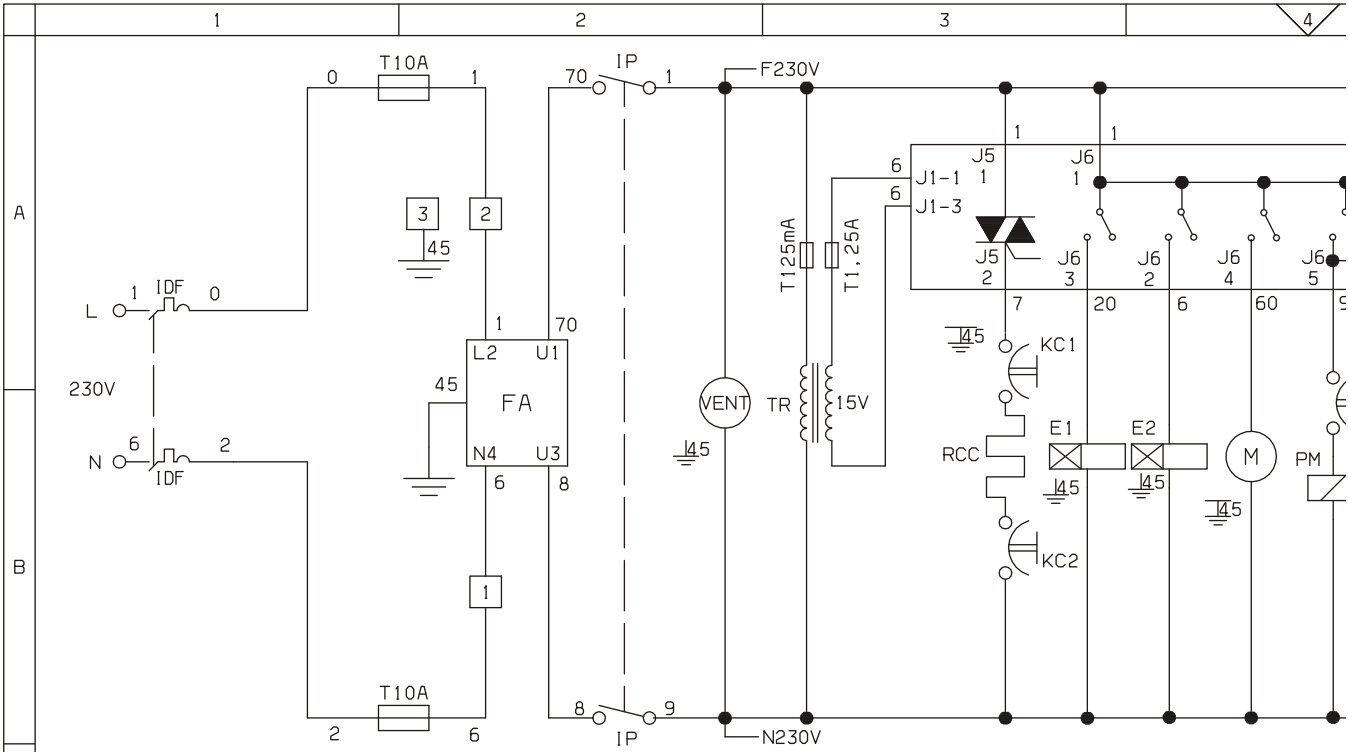 1 2 3 4
A
B
T10A
0 1
IP
70 1
F230V
1 1
J5 J6
1 1
6 J1-1
6 J1-3
3 2
45
T125mA
T1,25A
J5 J6 J6 J6 J6
2 3 2 4 5
7 20 6 60 9
IDF
L 1 0
1 70
L2 U1
45 FA
N4 U3
6 8
230V
IDF
N 6 2
VENT
45
TR 15V
45
KC1
RCC
KC2
E1 E2
45 45
M
45
PM
1
T10A
2 6
8 9
IP
N230V